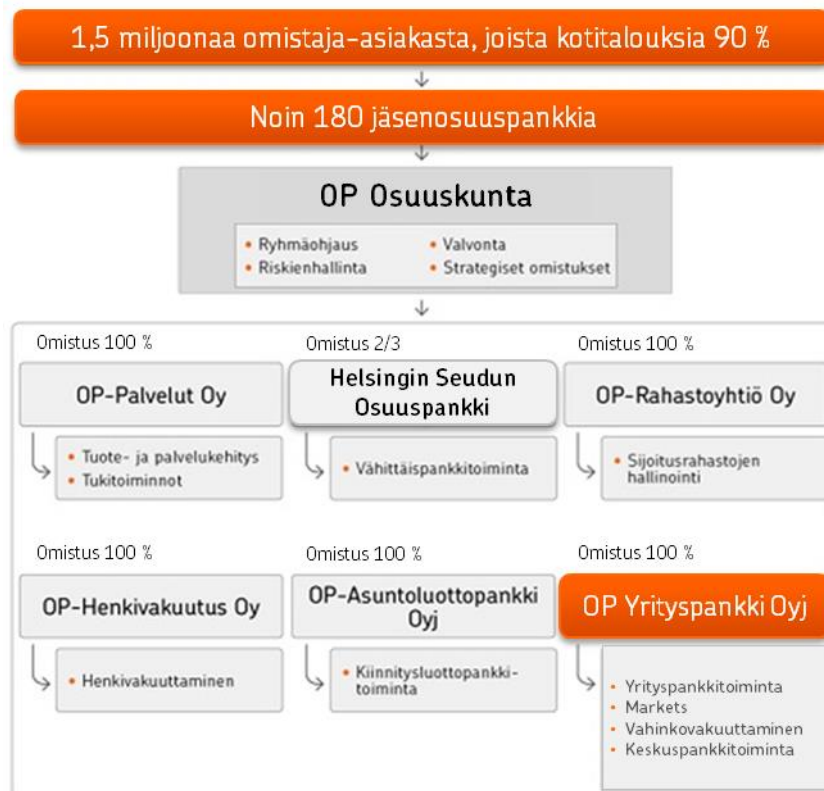 1,5 miljoonaa omistaja-asiakasta, joista kotitalouksia 90 %
Noin 180 jäsenosuuspankkia
OP Osuuskunta
• Ryhmäohjaus
• Riskienhallinta
• Valvonta
• Strategiset omistukset
Omistus 100 %
OP-Palvelut Oy
• Tuote- ja palvelukehitys
• Tukitoiminnot
Omistus 2/3
Helsingin Seudun
Osuuspankki
• Vähittäispankkitoiminta
Omistus 100 %
OP-Rahastoyhtiö Oy
• Sijoitusrahastojen
hallinointi
Omistus 100 %
OP-Henkivakuutus Oy
• Henkivakuuttaminen
Omistus 100 %
OP-Asuntoluottopankki
Oyj
• Kiinnitysluottopankki-
toiminta
Omistus 100 %
OP Yrityspankki Oyj
• Yrityspankkitoiminta
• Markets
• Vahinkovakuuttaminen
• Keskuspankkitoiminta